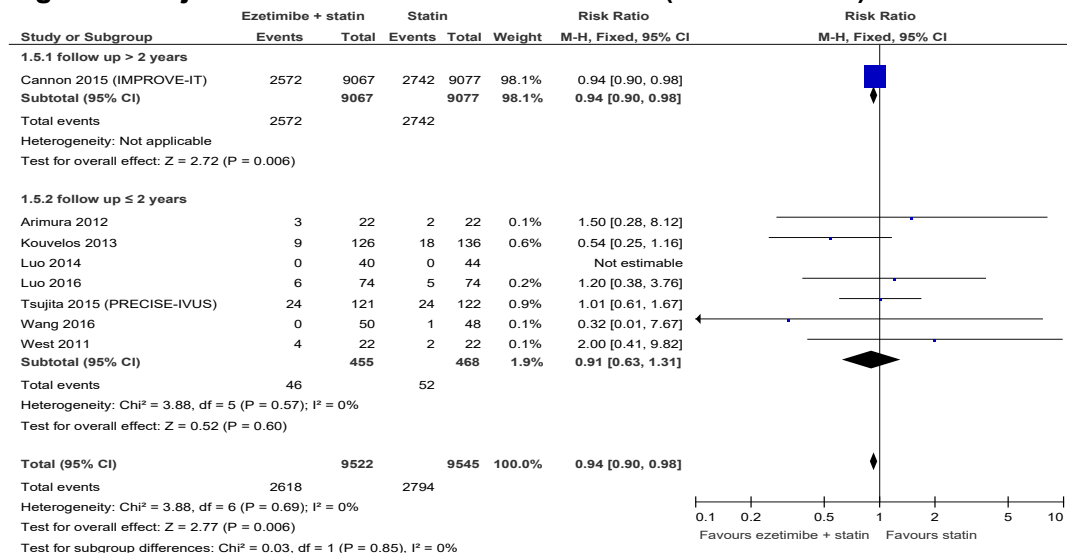 Ezetimibe + statin Statin Risk Ratio Risk Ratio
Study or Subgroup Events Total Events Total Weight M-H, Fixed, 95% CI M-H, Fixed, 95% CI
1.5.1 follow up > 2 years
Cannon 2015 (IMPROVE-IT) 2572 9067 2742 9077 98.1% 0.94 [0.90, 0.98]
Subtotal (95% CI) 9067 9077 98.1% 0.94 [0.90, 0.98]
Total events 2572 2742
Heterogeneity: Not applicable
Test for overall effect: Z = 2.72 (P = 0.006)
1.5.2 follow up ≤ 2 years
Arimura 2012 3 22 2 22 0.1% 1.50 [0.28, 8.12]
Kouvelos 2013 9 126 18 136 0.6% 0.54 [0.25, 1.16]
Luo 2014 0 40 0 44 Not estimable
Luo 2016 6 74 5 74 0.2% 1.20 [0.38, 3.76]
Tsujita 2015 (PRECISE-IVUS) 24 121 24 122 0.9% 1.01 [0.61, 1.67]
Wang 2016 0 50 1 48 0.1% 0.32 [0.01, 7.67]
West 2011 4 22 2 22 0.1% 2.00 [0.41, 9.82]
Subtotal (95% CI) 455 468 1.9% 0.91 [0.63, 1.31]
Total events 46 52
Heterogeneity: Chi² = 3.88, df = 5 (P = 0.57); I² = 0%
Test for overall effect: Z = 0.52 (P = 0.60)
Total (95% CI) 9522 9545 100.0% 0.94 [0.90, 0.98]
Total events 2618 2794
Heterogeneity: Chi² = 3.88, df = 6 (P = 0.69); I² = 0%
Test for overall effect: Z = 2.77 (P = 0.006)
Test for subgroup differences: Chi² = 0.03, df = 1 (P = 0.85), I² = 0%
0.1 0.2 0.5 1 2 5 10
Favours ezetimibe + statin Favours statin